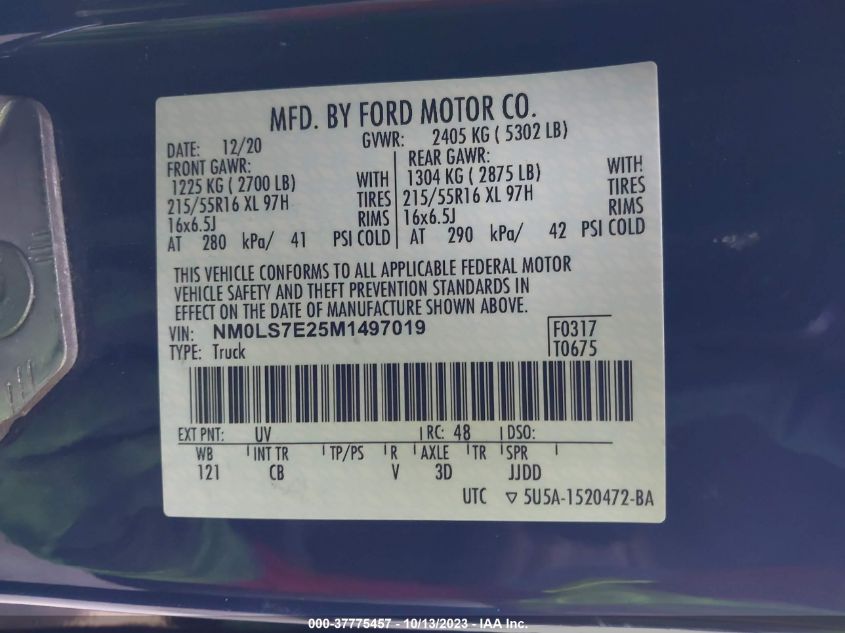 MFD. BY FORD MOTOR CO.
DATE: 12/20 GVWR: 2405 KG ( 5302 LB)
FRONT GAWR: REAR GAWR:
1225 KG ( 2700 LB) WITH 1304 KG ( 2875 LB) WITH
215/55R16 XL 97H TIRES 215/55R16 XL 97H TIRES
16x6.5J RIMS 16x6.5J RIMS
AT 280 kPa/ 41 PSI COLD AT 290 kPa/ 42 PSI COLD
THIS VEHICLE CONFORMS TO ALL APPLICABLE FEDERAL MOTOR
VEHICLE SAFETY AND THEFT PREVENTION STANDARDS IN
EFFECT ON THE DATE OF MANUFACTURE SHOWN ABOVE.
VIN: NM0LS7E25M1497019 F0317
TYPE: Truck T0675
EXT PNT: UV RC: 48 DSO:
WB INT TR TP/PS R AXLE TR SPR
121 CB V 3D JJDD
UTC ▽ 5U5A-1520472-BA
000-37775457 - 10/13/2023 - IAA Inc.